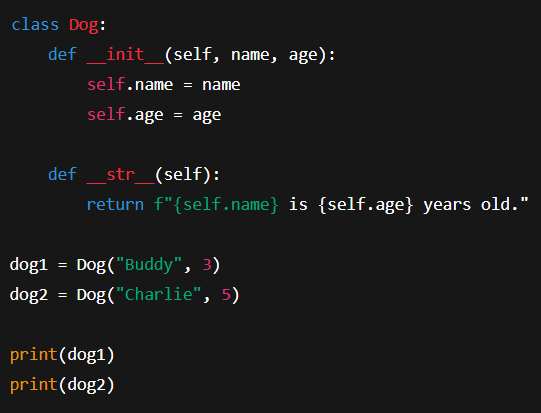 class Dog:
    def __init__(self, name, age):
        self.name = name
        self.age = age

    def __str__(self):
        return f"{self.name} is {self.age} years old."

dog1 = Dog("Buddy", 3)
dog2 = Dog("Charlie", 5)

print(dog1)
print(dog2)